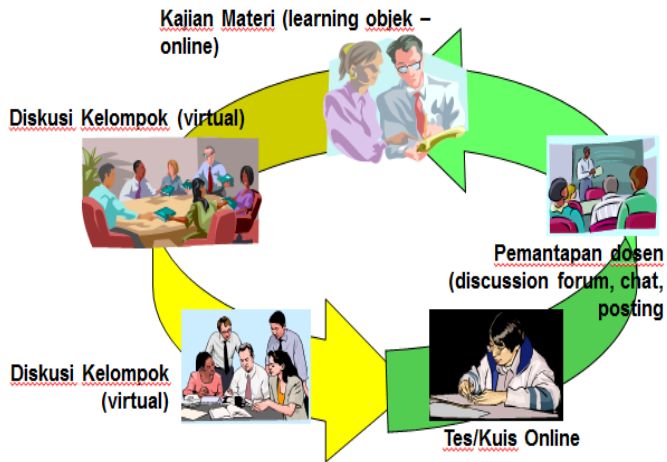 Kajian Materi (learning objek –
online)
Diskusi Kelompok (virtual)
Pemantapan dosen
(discussion forum, chat,
posting
Diskusi Kelompok
(virtual)
Tes/Kuis Online